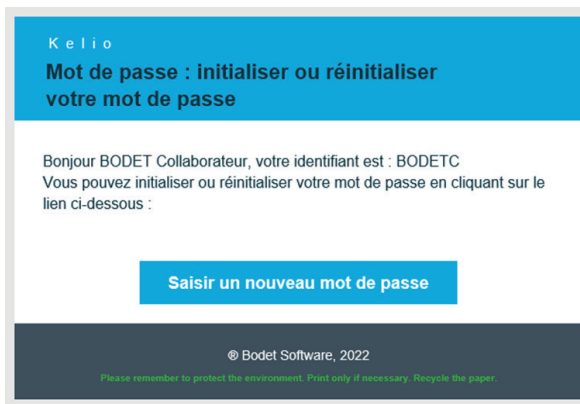 Kelio
Mot de passe : initialiser ou réinitialiser
votre mot de passe
Bonjour BODET Collaborateur, votre identifiant est : BODETC
Vous pouvez initialiser ou réinitialiser votre mot de passe en cliquant sur le
lien ci-dessous :
Saisir un nouveau mot de passe
® Bodet Software, 2022
Please remember to protect the environment. Print only if necessary. Recycle the paper.